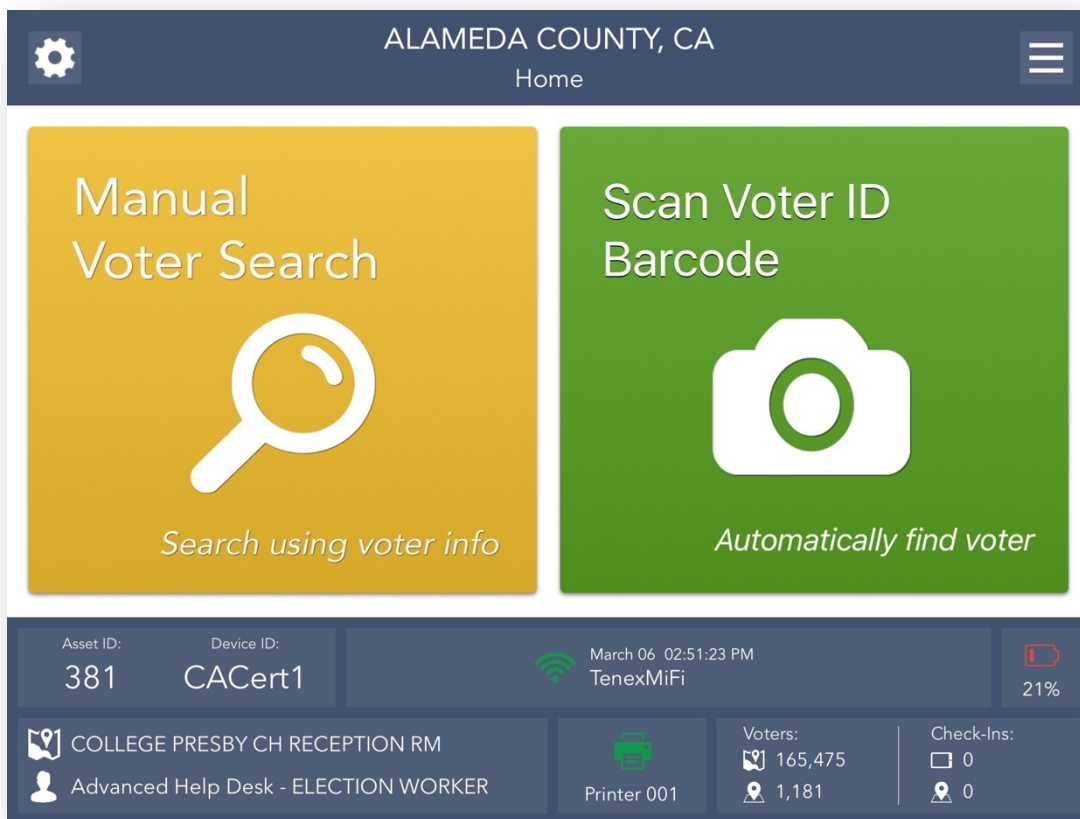 ALAMEDA COUNTY, CA
Home
Manual
Voter Search
Search using voter info
Scan Voter ID
Barcode
Automatically find voter
Asset ID:
381
Device ID:
CACert1
March 06 02:51:23 PM
TenexMiFi
21%
COLLEGE PRESBY CH RECEPTION RM
Advanced Help Desk - ELECTION WORKER
Printer 001
Voters:
165,475
1,181
Check-Ins:
0
0